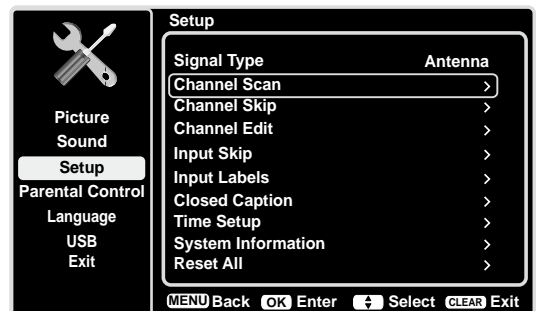 Setup
Signal Type Antenna
Channel Scan >
Channel Skip >
Channel Edit >
Input Skip >
Input Labels >
Closed Caption >
Time Setup >
System Information >
Reset All >
Picture
Sound
Setup
Parental Control
Language
USB
Exit
MENU Back OK Enter Select CLEAR Exit